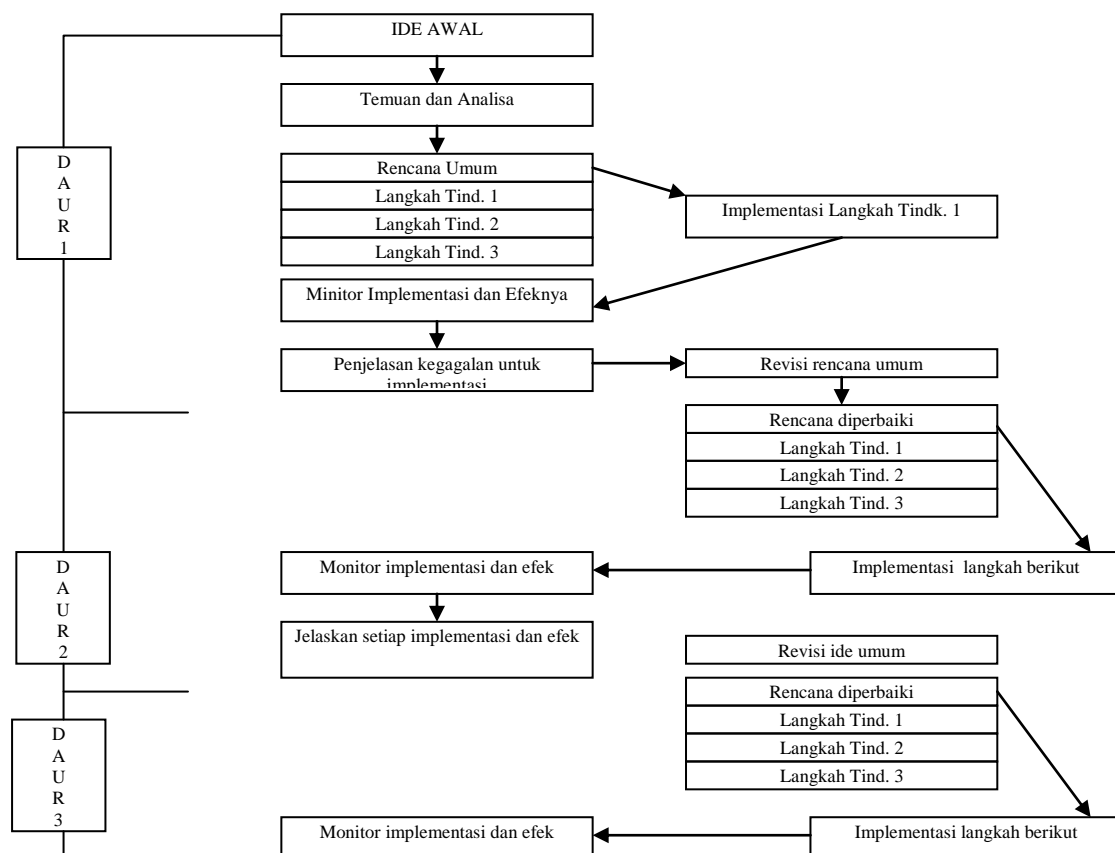 IDE AWAL
Temuan dan Analisa
D
A
U
R
1
Rencana Umum
Langkah Tind. 1
Langkah Tind. 2
Langkah Tind. 3
Implementasi Langkah Tindk. 1
Minitor Implementasi dan Efeknya
Penjelasan kegagalan untuk
implementasi
Revisi rencana umum
Rencana diperbaiki
Langkah Tind. 1
Langkah Tind. 2
Langkah Tind. 3
D
A
U
R
2
Monitor implementasi dan efek
Implementasi  langkah berikut
Jelaskan setiap implementasi dan efek
Revisi ide umum
Rencana diperbaiki
Langkah Tind. 1
Langkah Tind. 2
Langkah Tind. 3
D
A
U
R
3
Monitor implementasi dan efek
Implementasi langkah berikut